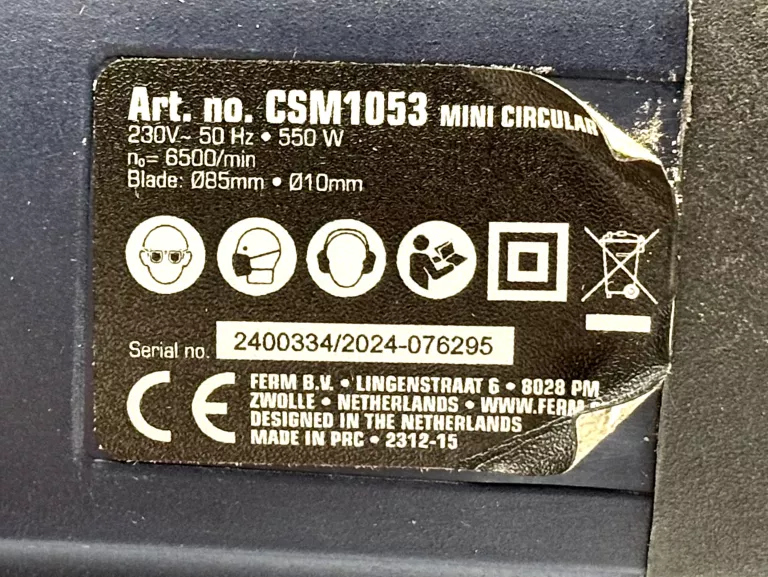 Art. no. CSM1053 MINI CIRCULAR
230V~ 50 Hz • 550 W
n₀= 6500/min
Blade: Ø85mm • Ø10mm
Serial no. 2400334/2024-076295
CE
FERM B.V. • LINGENSTRAAT 6 • 8028 PM
ZWOLLE • NETHERLANDS • WWW.FERM.
DESIGNED IN THE NETHERLANDS
MADE IN PRC • 2312-15